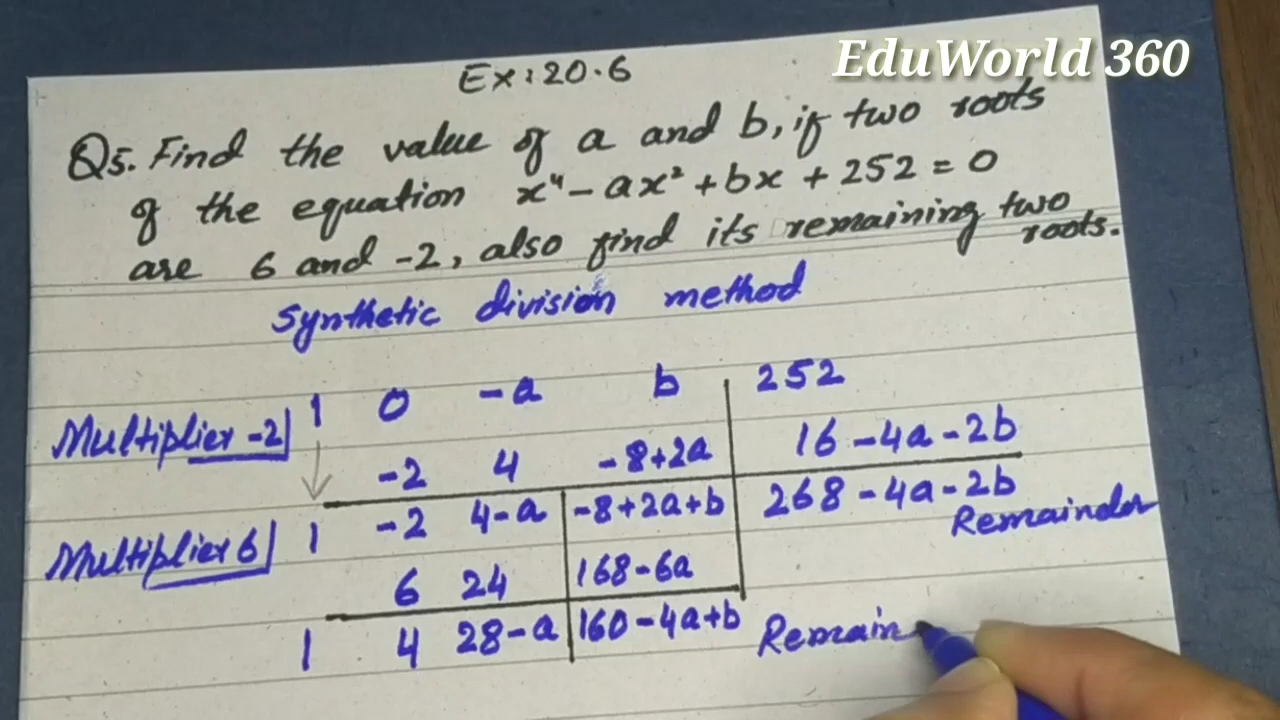 EduWorld 360
Ex: 20.6
Q5. Find the value of a and b, if two roots
of the equation x⁴ - ax² + bx + 252 = 0
are 6 and -2, also find its remaining two roots.
Synthetic division method
Multiplier -2 | 1 0 -a b | 252
-2 4 -8+2a | 16 -4a -2b
1 -2 4-a | -8+2a+b | 268 -4a -2b
Remainder
Multiplier 6 |
6 24 | 168-6a
1 4 28-a | 160-4a+b Remain